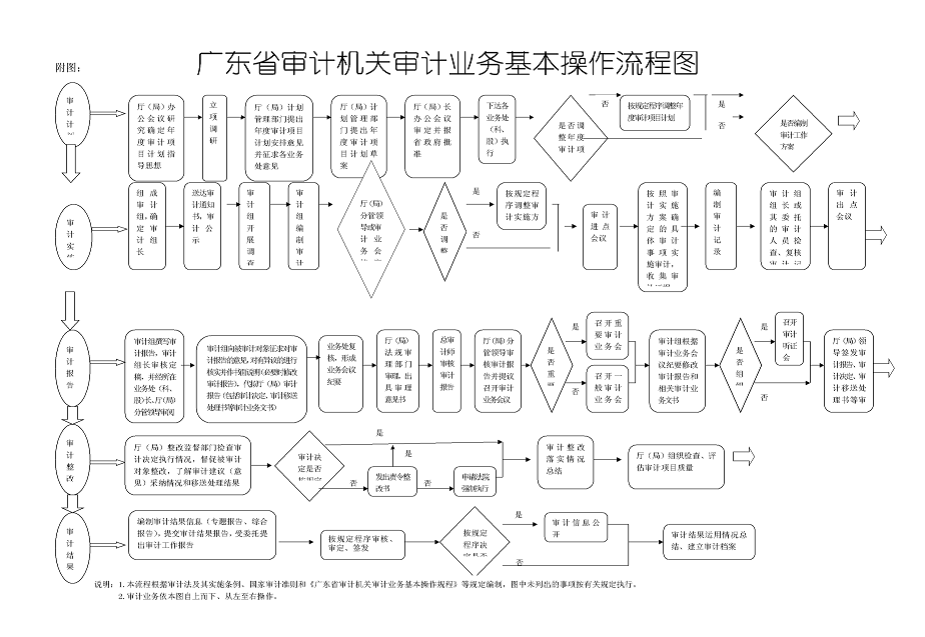 附图：
广东省审计机关审计业务基本操作流程图
审
计
计
厅（局）办
公会议研
究确定年
度审计项
目计划指
导思想
立
项
调
研
厅（局）计划
管理部门提出
年度审计项目
计划安排意见
并征求各业务
处意见
厅（局）计
划管理部
门提出年
度审计项
目计划草
案
厅（局）长
办公会议
审定并报
省政府批
准
下达各
业务处
（科、
股）执
行
是否调
整年度
审计项
否
按规定程序调整年
度审计项目计划
是
否
是否编制
审计工作
方案
审
计
实
组成
审计
组，确
定审
计组
长
送达审
计通知
书，审
计公
示
审
计
组
开
展
调
查
审
计
组
编
制
审
计
厅（局）
分管领
导或审
计业务
会
是
否
调
整
是
按规定程
序调整审
计实施方
否
审计
进点
会议
按照审
计实施
方案确
定的具
体审计
事项实
施审计，
收集审
编
制
审
计
记
录
审计组
组长或
其委托
的审计
人员检
查、复核
审计记
审计
出点
会议
审
计
报
告
审计组撰写审
计报告，审计
组长审核定
稿，并经所在
业务处（科、
股）长、厅（局）
分管领导审阅
审计组向被审计对象征求对审
计报告的意见，对有异议的进行
核实并作书面说明（必要时修改
审计报告），代拟厅（局）审计
报告（包括审计决定、审计移送
处理书等审计业务文书）
业务处复
核，形成
业务会议
纪要
厅（局）
法规审
理部门
审理，出
具审理
意见书
总审
计师
审核
审计
报告
厅（局）分
管领导审
核审计报
告并提议
召开审计
业务会议
是
否
重
要
是
召开重
要审计
业务会
否
召开一
般审计
业务会
审计组根据
审计业务会
议纪要修改
审计报告和
相关审计业
务文书
是
否
组
织
是
召开
审计
听证
会
否
厅（局）领
导签发审
计报告、审
计决定、审
计移送处
理书等审
审
计
整
改
厅（局）整改监督部门检查审
计决定执行情况，督促被审计
对象整改，了解审计建议（意
见）采纳情况和移送处理结果
审计决
定是否
按规定
是
是
否
发出责令整
改书
否
申请法院
强制执行
审计整改
落实情况
总结
厅（局）组织检查、评
估审计项目质量
审
计
结
果
编制审计结果信息（专题报告、综合
报告），提交审计结果报告，受委托提
出审计工作报告
按规定程序审核、
审定、签发
按规定
程序决
定是否
是
审计信息公
开
否
审计结果运用情况总
结、建立审计档案
说明：1.本流程根据审计法及其实施条例、国家审计准则和《广东省审计机关审计业务基本操作规程》等规定编制，图中未列出的事项按有关规定执行。
2.审计业务依本图自上而下、从左至右操作。